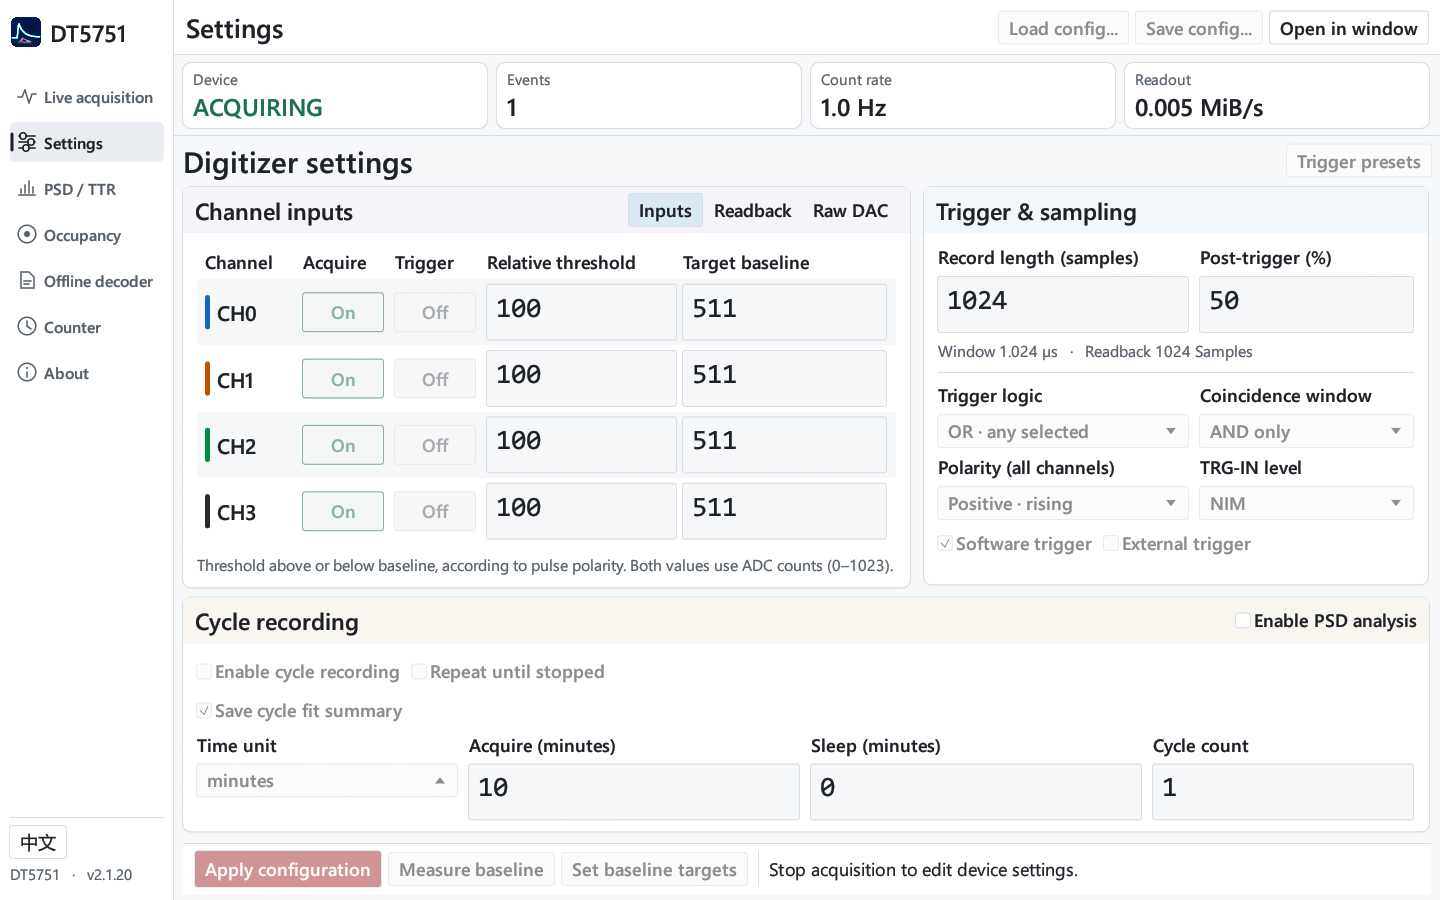 DT5751
Live acquisition
Settings
PSD / TTR
Occupancy
Offline decoder
Counter
About
中文
DT5751 · v2.1.20
Settings
Load config...
Save config...
Open in window
Device
ACQUIRING
Events
1
Count rate
1.0 Hz
Readout
0.005 MiB/s
Digitizer settings
Trigger presets
Channel inputs
Inputs Readback Raw DAC
Channel Acquire Trigger Relative threshold Target baseline
CH0 On Off 100 511
CH1 On Off 100 511
CH2 On Off 100 511
CH3 On Off 100 511
Threshold above or below baseline, according to pulse polarity. Both values use ADC counts (0–1023).
Trigger & sampling
Record length (samples) Post-trigger (%)
1024 50
Window 1.024 µs · Readback 1024 Samples
Trigger logic Coincidence window
OR · any selected AND only
Polarity (all channels) TRG-IN level
Positive · rising NIM
Software trigger External trigger
Cycle recording
Enable PSD analysis
Enable cycle recording Repeat until stopped
Save cycle fit summary
Time unit Acquire (minutes) Sleep (minutes) Cycle count
minutes 10 0 1
Apply configuration Measure baseline Set baseline targets Stop acquisition to edit device settings.